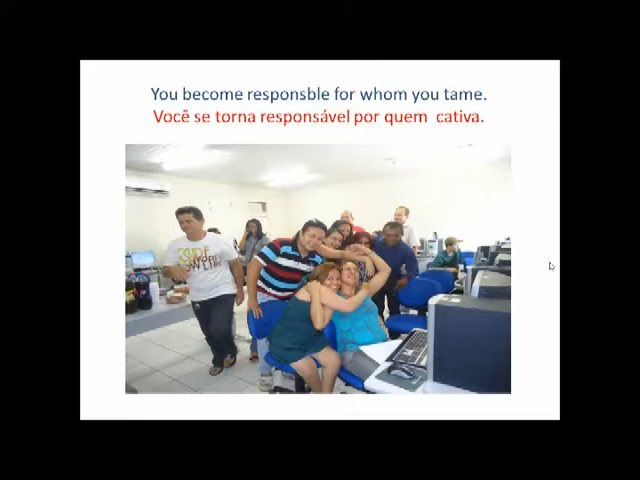 You become responsble for whom you tame.
Você se torna responsável por quem cativa.